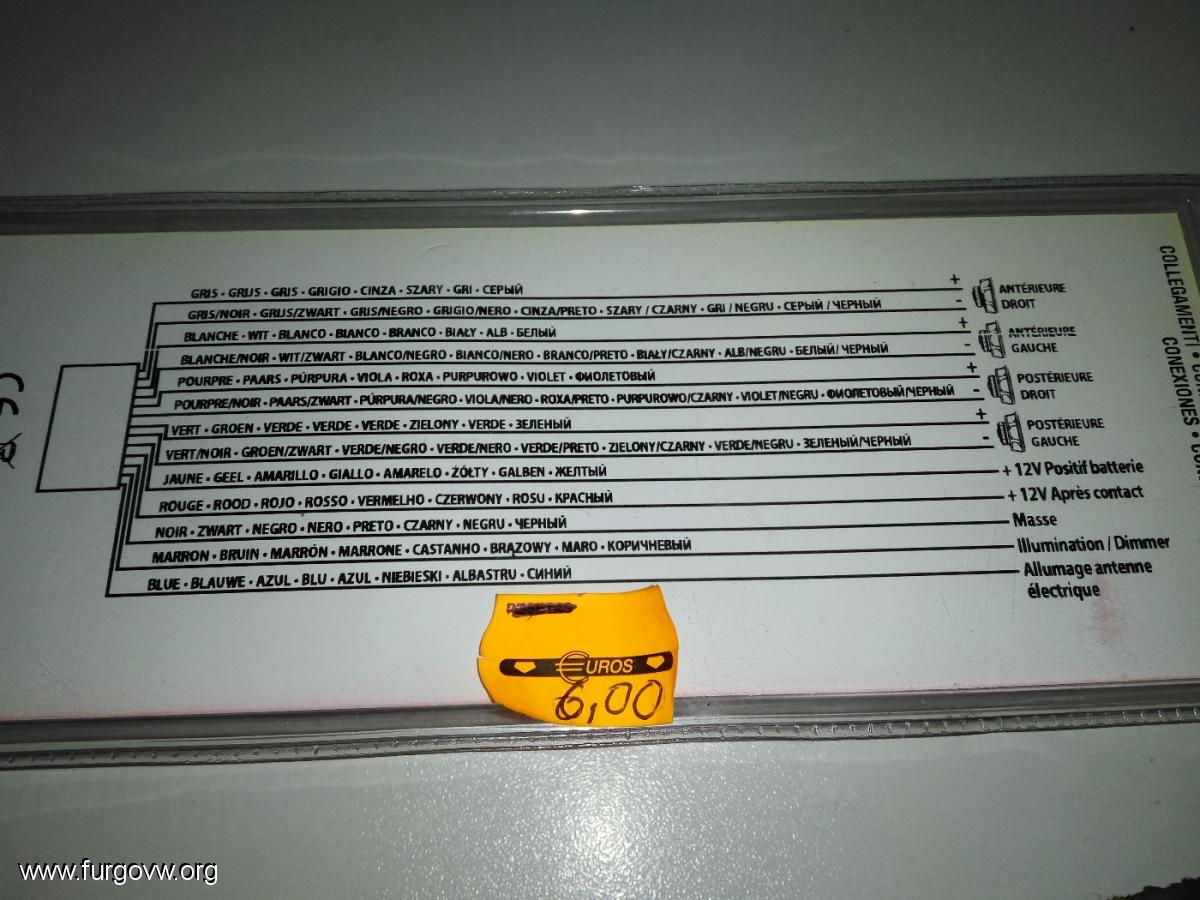 GRIS - GRIJS - GRIS - GRIGIO - CINZA - SZARY - GRI - СЕРЫЙ
+
ANTÉRIEURE
DROIT
GRIS/NOIR - GRIJS/ZWART - GRIS/NEGRO - GRIGIO/NERO - CINZA/PRETO - SZARY / CZARNY - GRI / NEGRU - СЕРЫЙ / ЧЕРНЫЙ
-
BLANCHE - WIT - BLANCO - BIANCO - BRANCO - BIAŁY - ALB - БЕЛЫЙ
+
ANTÉRIEURE
GAUCHE
BLANCHE/NOIR - WIT/ZWART - BLANCO/NEGRO - BIANCO/NERO - BRANCO/PRETO - BIAŁY/CZARNY - ALB/NEGRU - БЕЛЫЙ/ ЧЕРНЫЙ
-
POURPRE - PAARS - PÚRPURA - VIOLA - ROXA - PURPUROWO - VIOLET - ФИОЛЕТОВЫЙ
+
POSTÉRIEURE
DROIT
POURPRE/NOIR - PAARS/ZWART - PÚRPURA/NEGRO - VIOLA/NERO - ROXA/PRETO - PURPUROWO/CZARNY - VIOLET/NEGRU - ФИОЛЕТОВЫЙ/ЧЕРНЫЙ
-
VERT - GROEN - VERDE - VERDE - VERDE - ZIELONY - VERDE - ЗЕЛЕНЫЙ
+
POSTÉRIEURE
GAUCHE
VERT/NOIR - GROEN/ZWART - VERDE/NEGRO - VERDE/NERO - VERDE/PRETO - ZIELONY/CZARNY - VERDE/NEGRU - ЗЕЛЕНЫЙ/ЧЕРНЫЙ
-
JAUNE - GEEL - AMARILLO - GIALLO - AMARELO - ŻÓŁTY - GALBEN - ЖЕЛТЫЙ
+ 12V Positif batterie
ROUGE - ROOD - ROJO - ROSSO - VERMELHO - CZERWONY - ROSU - КРАСНЫЙ
+ 12V Après contact
NOIR - ZWART - NEGRO - NERO - PRETO - CZARNY - NEGRU - ЧЕРНЫЙ
Masse
MARRON - BRUIN - MARRÓN - MARRONE - CASTANHO - BRĄZOWY - MARO - КОРИЧНЕВЫЙ
Illumination / Dimmer
BLUE - BLAUWE - AZUL - BLU - AZUL - NIEBIESKI - ALBASTRU - СИНИЙ
Allumage antenne
électrique
COLLEGAMENTI •
CONEXIONES •
CE
EUROS
6,00
www.furgovw.org